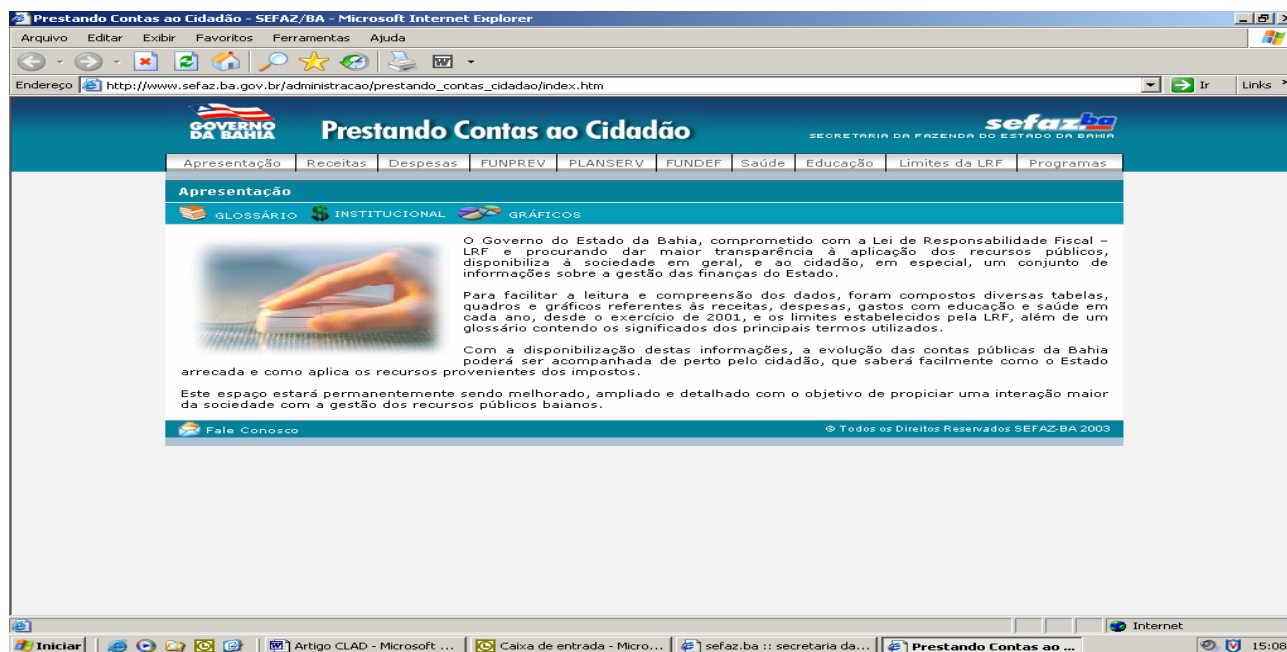 Prestando Contas ao Cidadão - SEFAZ/BA - Microsoft Internet Explorer
Arquivo Editar Exibir Favoritos Ferramentas Ajuda
Endereço http://www.sefaz.ba.gov.br/administracao/prestando_contas_cidadao/index.htm Ir Links
GOVERNO
DA BAHIA
Prestando Contas ao Cidadão
sefaz.ba
SECRETARIA DA FAZENDA DO ESTADO DA BAHIA
Apresentação Receitas Despesas FUNPREV PLANSERV FUNDEF Saúde Educação Limites da LRF Programas
Apresentação
GLOSSÁRIO INSTITUCIONAL GRÁFICOS
O Governo do Estado da Bahia, comprometido com a Lei de Responsabilidade Fiscal –
LRF e procurando dar maior transparência à aplicação dos recursos públicos,
disponibiliza à sociedade em geral, e ao cidadão, em especial, um conjunto de
informações sobre a gestão das finanças do Estado.
Para facilitar a leitura e compreensão dos dados, foram compostos diversas tabelas,
quadros e gráficos referentes às receitas, despesas, gastos com educação e saúde em
cada ano, desde o exercício de 2001, e os limites estabelecidos pela LRF, além de um
glossário contendo os significados dos principais termos utilizados.
Com a disponibilização destas informações, a evolução das contas públicas da Bahia
poderá ser acompanhada de perto pelo cidadão, que saberá facilmente como o Estado
arrecada e como aplica os recursos provenientes dos impostos.
Este espaço estará permanentemente sendo melhorado, ampliado e detalhado com o objetivo de propiciar uma interação maior
da sociedade com a gestão dos recursos públicos baianos.
Fale Conosco © Todos os Direitos Reservados SEFAZ-BA 2003
Internet
Iniciar Artigo CLAD - Microsoft ... Caixa de entrada - Micro... sefaz.ba :: secretaria da... Prestando Contas ao ...